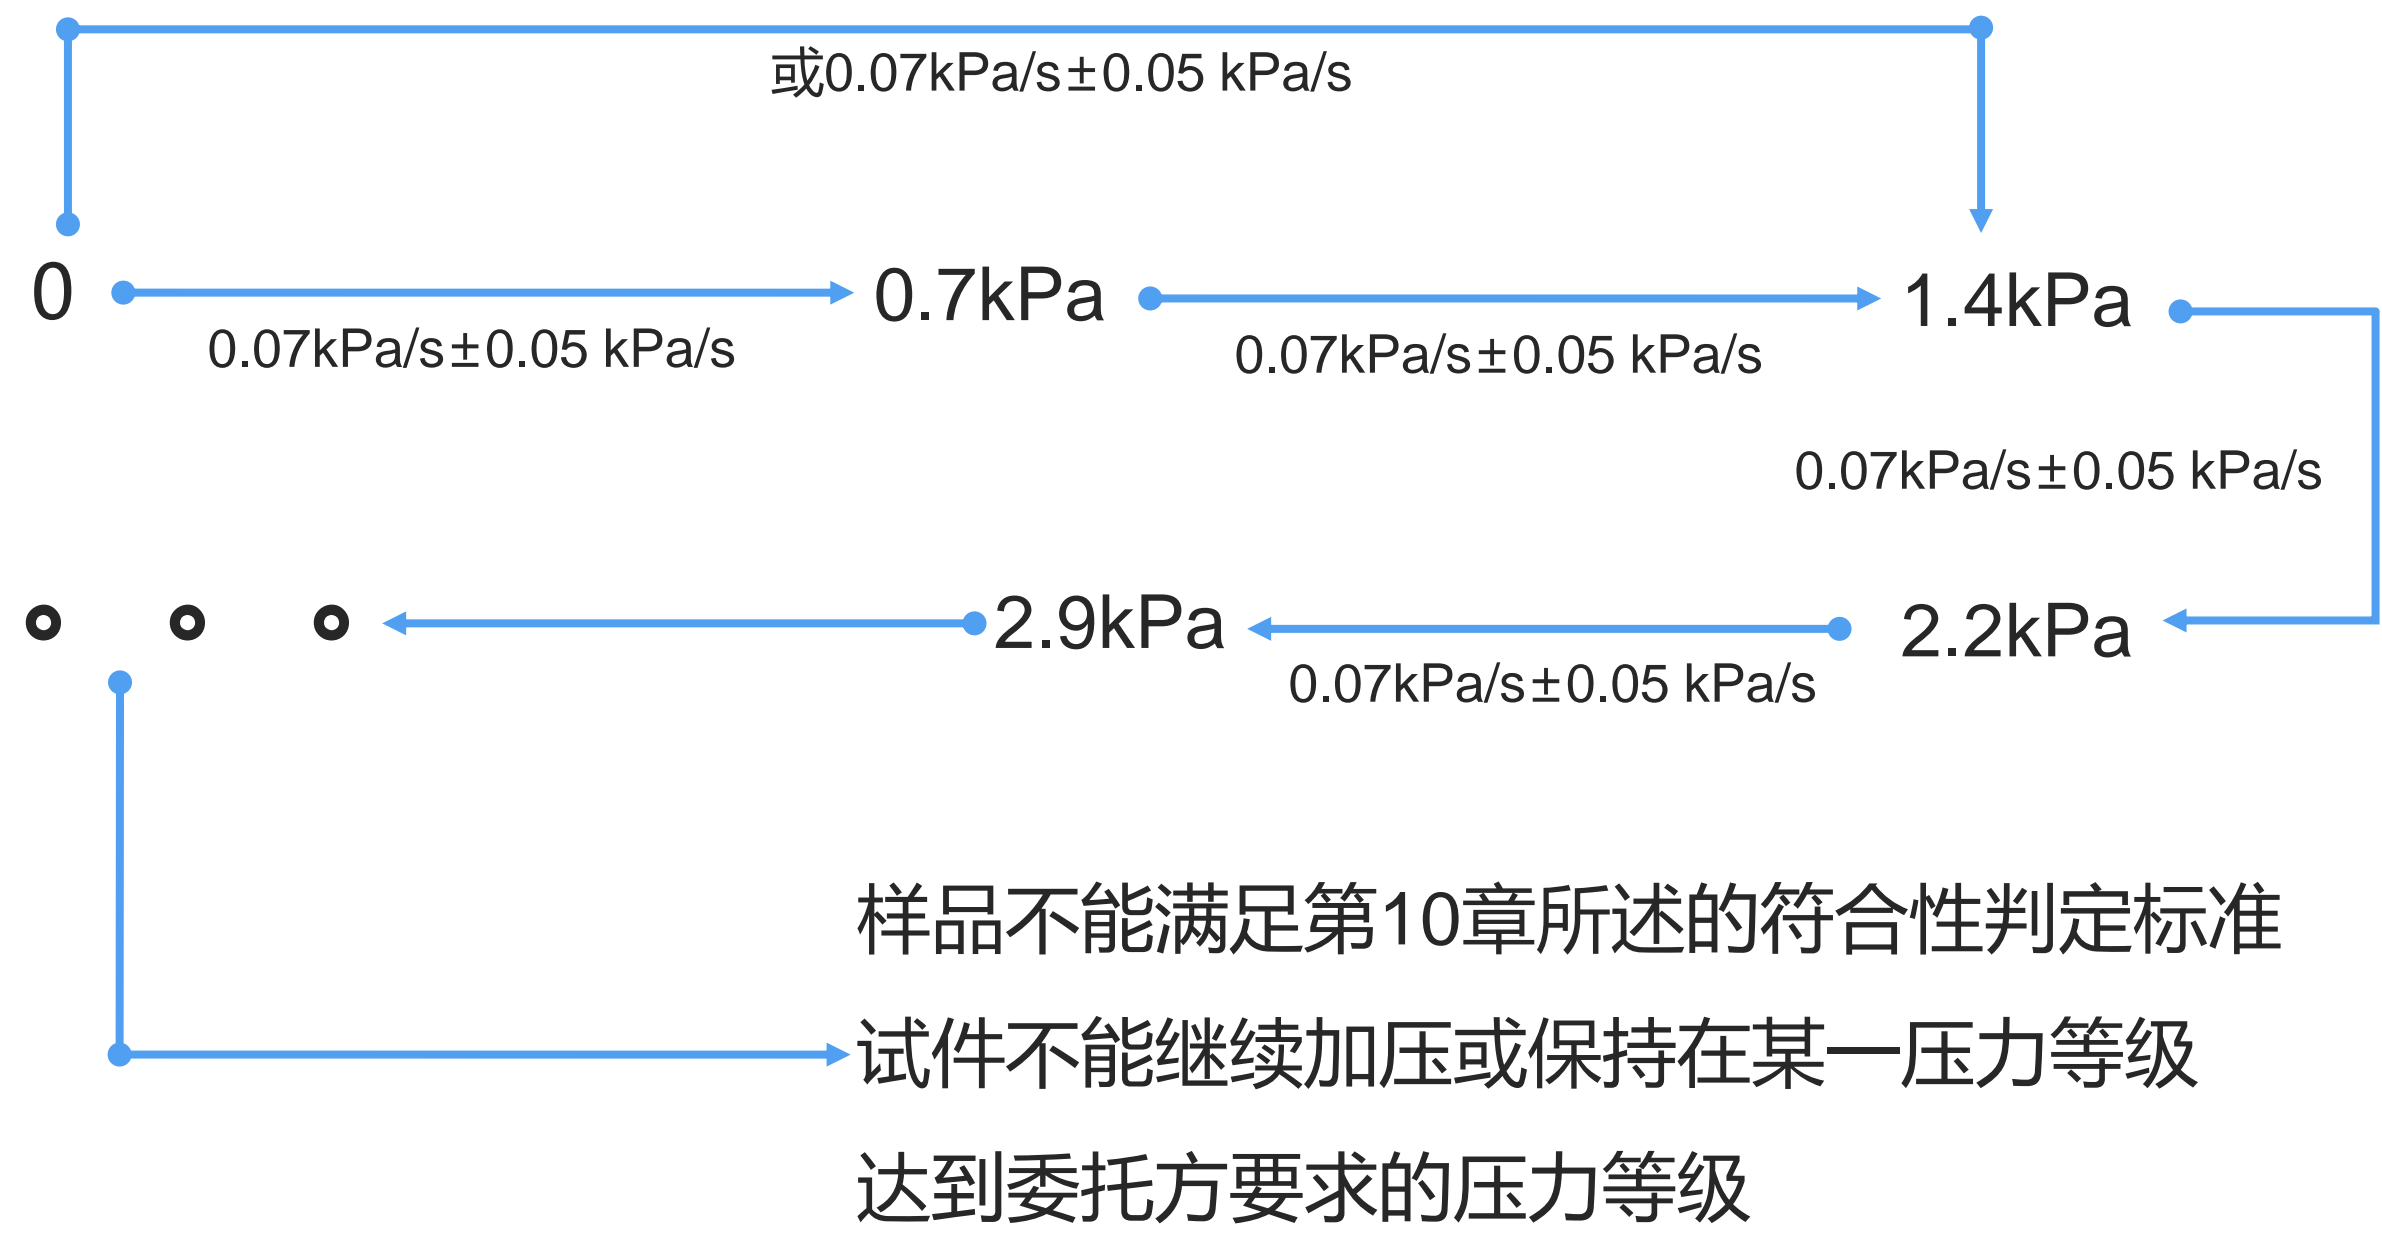 或0.07kPa/s±0.05 kPa/s
0
0.7kPa
1.4kPa
0.07kPa/s±0.05 kPa/s
0.07kPa/s±0.05 kPa/s
0.07kPa/s±0.05 kPa/s
2.2kPa
2.9kPa
0.07kPa/s±0.05 kPa/s
样品不能满足第10章所述的符合性判定标准
试件不能继续加压或保持在某一压力等级
达到委托方要求的压力等级